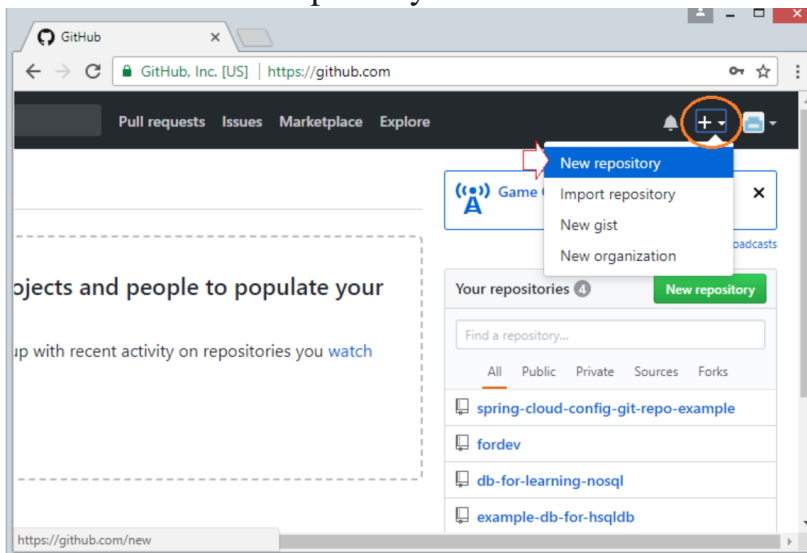 GitHub
GitHub, Inc. [US] | https://github.com
Pull requests Issues Marketplace Explore
New repository
Import repository
New gist
New organization
Game
oadcasts
ojects and people to populate your
up with recent activity on repositories you watch
Your repositories 4
New repository
Find a repository...
All Public Private Sources Forks
spring-cloud-config-git-repo-example
fordev
db-for-learning-nosql
example-db-for-hsqldb
https://github.com/new